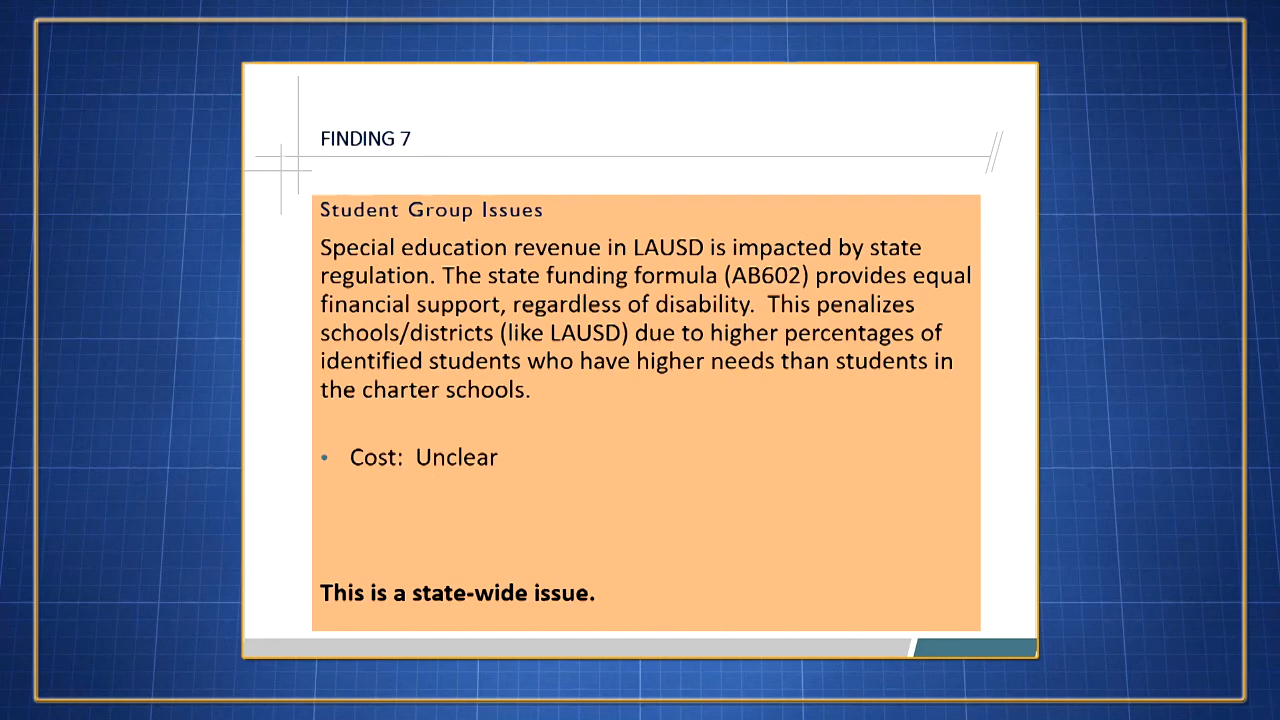 FINDING 7
Student Group Issues
Special education revenue in LAUSD is impacted by state
regulation. The state funding formula (AB602) provides equal
financial support, regardless of disability.  This penalizes
schools/districts (like LAUSD) due to higher percentages of
identified students who have higher needs than students in
the charter schools.
• Cost:  Unclear
This is a state-wide issue.